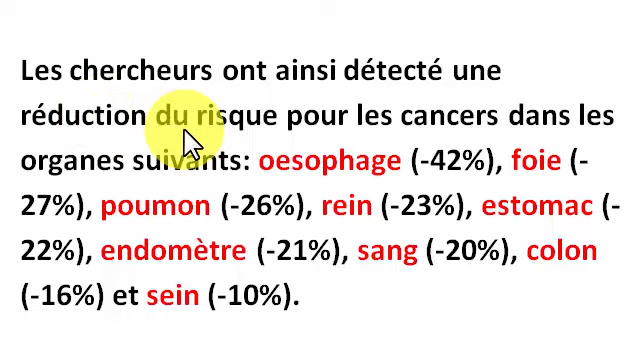 Les chercheurs ont ainsi détecté une
réduction du risque pour les cancers dans les
organes suivants: oesophage (-42%), foie (-
27%), poumon (-26%), rein (-23%), estomac (-
22%), endomètre (-21%), sang (-20%), colon
(-16%) et sein (-10%).